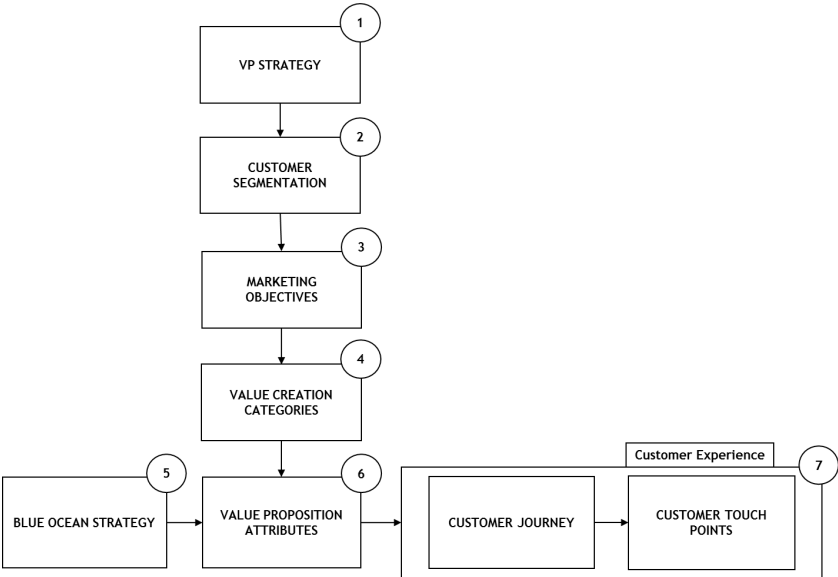 1
VP STRATEGY
2
CUSTOMER
SEGMENTATION
3
MARKETING
OBJECTIVES
4
VALUE CREATION
CATEGORIES
Customer Experience
7
5
BLUE OCEAN STRATEGY
6
VALUE PROPOSITION
ATTRIBUTES
CUSTOMER JOURNEY
CUSTOMER TOUCH
POINTS